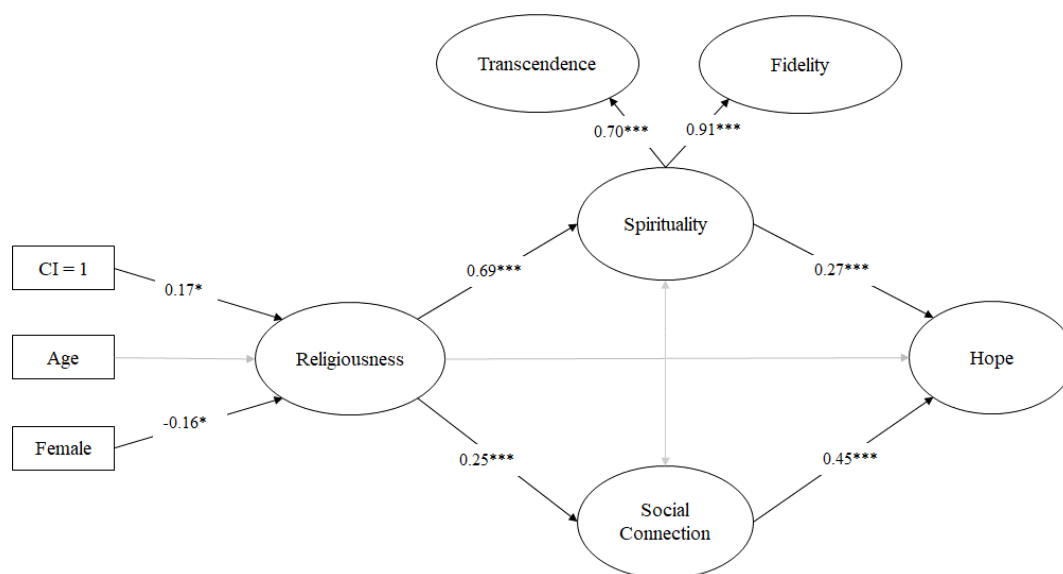 Transcendence
Fidelity
0.70***
0.91***
Spirituality
CI = 1
0.69***
0.27***
0.17*
Age
Religiousness
Hope
-0.16*
Female
0.25***
0.45***
Social
Connection